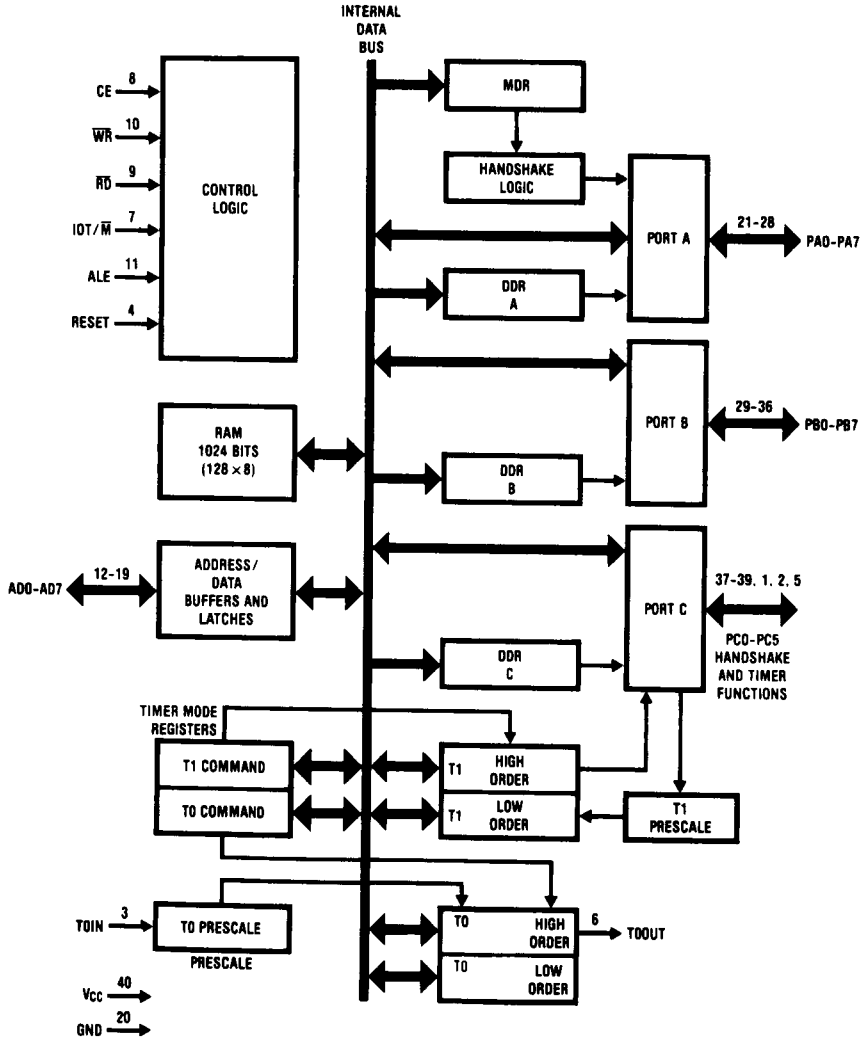 INTERNAL
DATA
BUS
CE
8
W̅R̅
10
R̅D̅
9
IOT/M̅
7
ALE
11
RESET
4
CONTROL
LOGIC
MDR
HANDSHAKE
LOGIC
PORT A
21-28
PA0-PA7
DDR
A
RAM
1024 BITS
(128 × 8)
PORT B
29-36
PB0-PB7
DDR
B
AD0-AD7
12-19
ADDRESS/
DATA
BUFFERS AND
LATCHES
PORT C
37-39, 1, 2, 5
PC0-PC5
HANDSHAKE
AND TIMER
FUNCTIONS
DDR
C
TIMER MODE
REGISTERS
T1 COMMAND
T0 COMMAND
T1 HIGH
ORDER
T1 LOW
ORDER
T1
PRESCALE
T0IN
3
T0 PRESCALE
PRESCALE
T0 HIGH
ORDER
T0 LOW
ORDER
6
T0OUT
VCC
40
GND
20